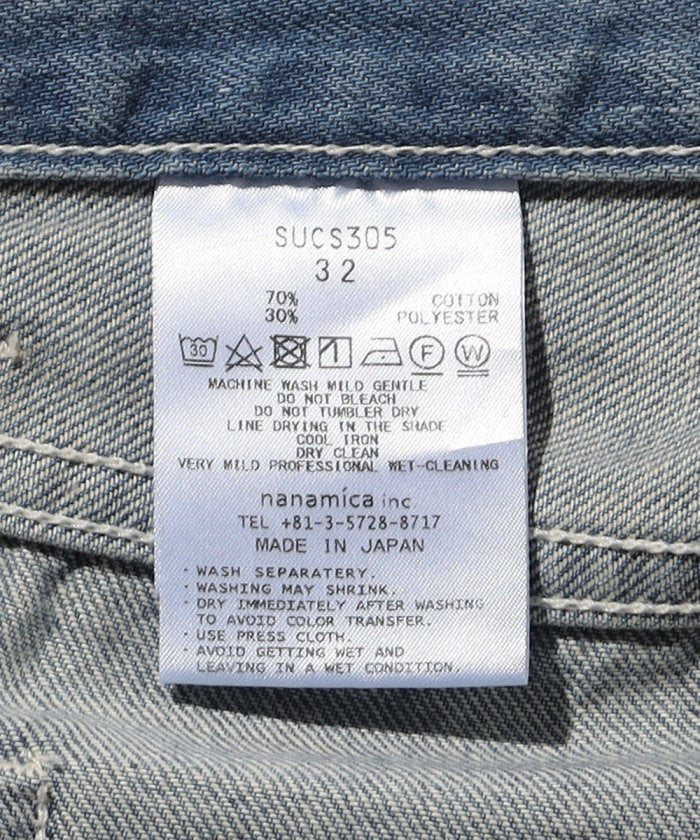 SUCS305
32
70% COTTON
30% POLYESTER
30 F W
MACHINE WASH MILD GENTLE
DO NOT BLEACH
DO NOT TUMBLER DRY
LINE DRYING IN THE SHADE
COOL IRON
DRY CLEAN
VERY MILD PROFESSIONAL WET-CLEANING
nanamica inc
TEL +81-3-5728-8717
MADE IN JAPAN
・WASH SEPARATERY.
・WASHING MAY SHRINK.
・DRY IMMEDIATELY AFTER WASHING
TO AVOID COLOR TRANSFER.
・USE PRESS CLOTH.
・AVOID GETTING WET AND
LEAVING IN A WET CONDITION.